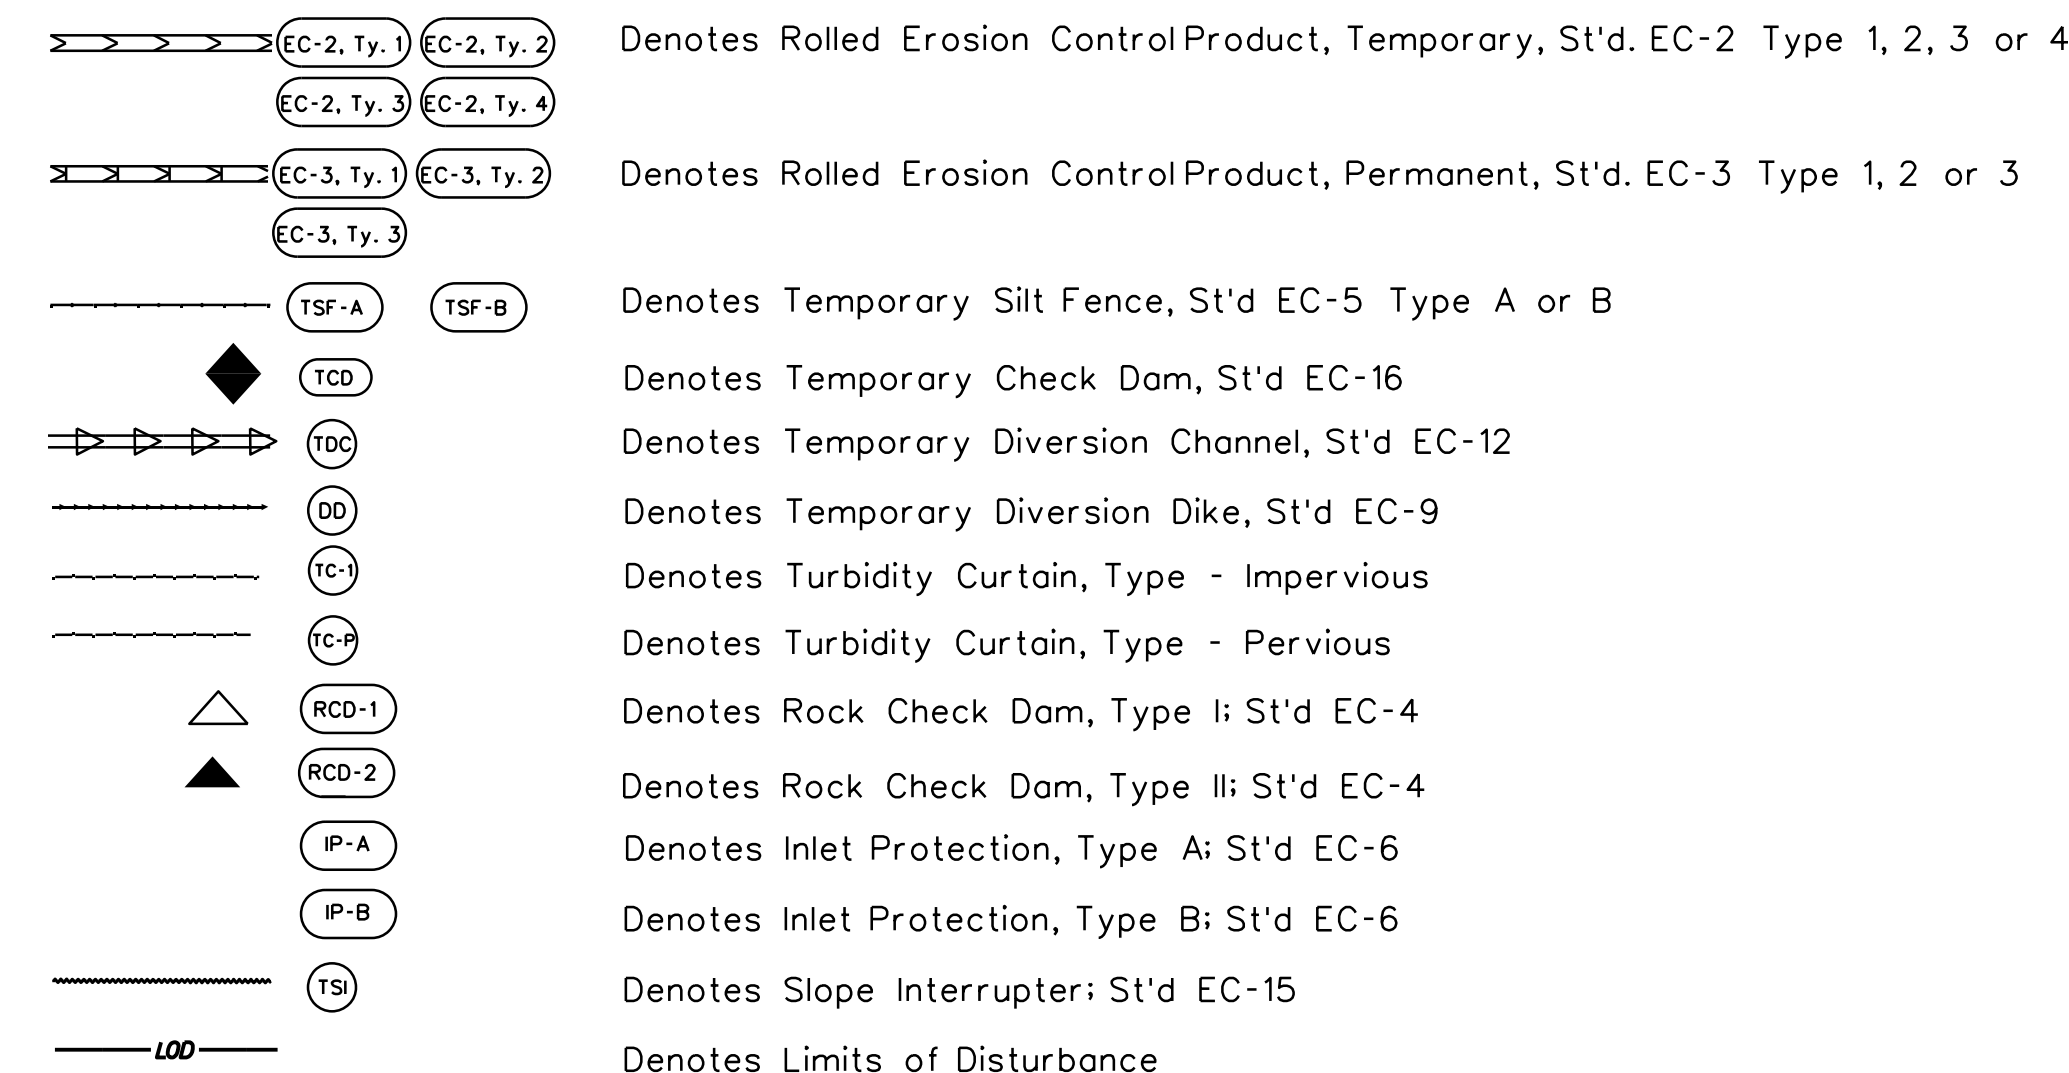 EC-2, Ty. 1 EC-2, Ty. 2 Denotes Rolled Erosion Control Product, Temporary, St'd. EC-2 Type 1, 2, 3 or 4
EC-2, Ty. 3 EC-2, Ty. 4
EC-3, Ty. 1 EC-3, Ty. 2 Denotes Rolled Erosion Control Product, Permanent, St'd. EC-3 Type 1, 2 or 3
EC-3, Ty. 3
TSF-A TSF-B Denotes Temporary Silt Fence, St'd EC-5 Type A or B
TCD Denotes Temporary Check Dam, St'd EC-16
TDC Denotes Temporary Diversion Channel, St'd EC-12
DD Denotes Temporary Diversion Dike, St'd EC-9
TC-1 Denotes Turbidity Curtain, Type - Impervious
TC-P Denotes Turbidity Curtain, Type - Pervious
RCD-1 Denotes Rock Check Dam, Type I; St'd EC-4
RCD-2 Denotes Rock Check Dam, Type II; St'd EC-4
IP-A Denotes Inlet Protection, Type A; St'd EC-6
IP-B Denotes Inlet Protection, Type B; St'd EC-6
TSI Denotes Slope Interrupter; St'd EC-15
LOD Denotes Limits of Disturbance